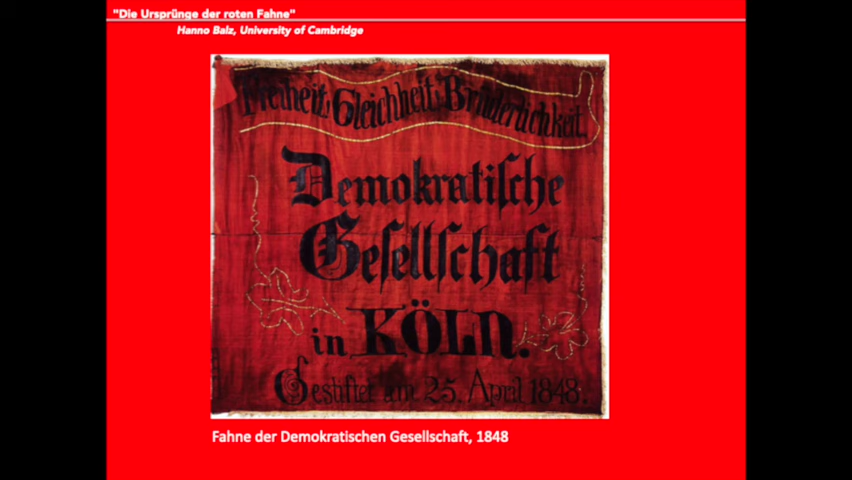 "Die Ursprünge der roten Fahne"
Hanno Balz, University of Cambridge
Freiheit, Gleichheit, Brüderlichkeit.
Demokratiſche
Geſellſchaft
in KÖLN.
Gestiftet am 25. April 1848.
Fahne der Demokratischen Gesellschaft, 1848